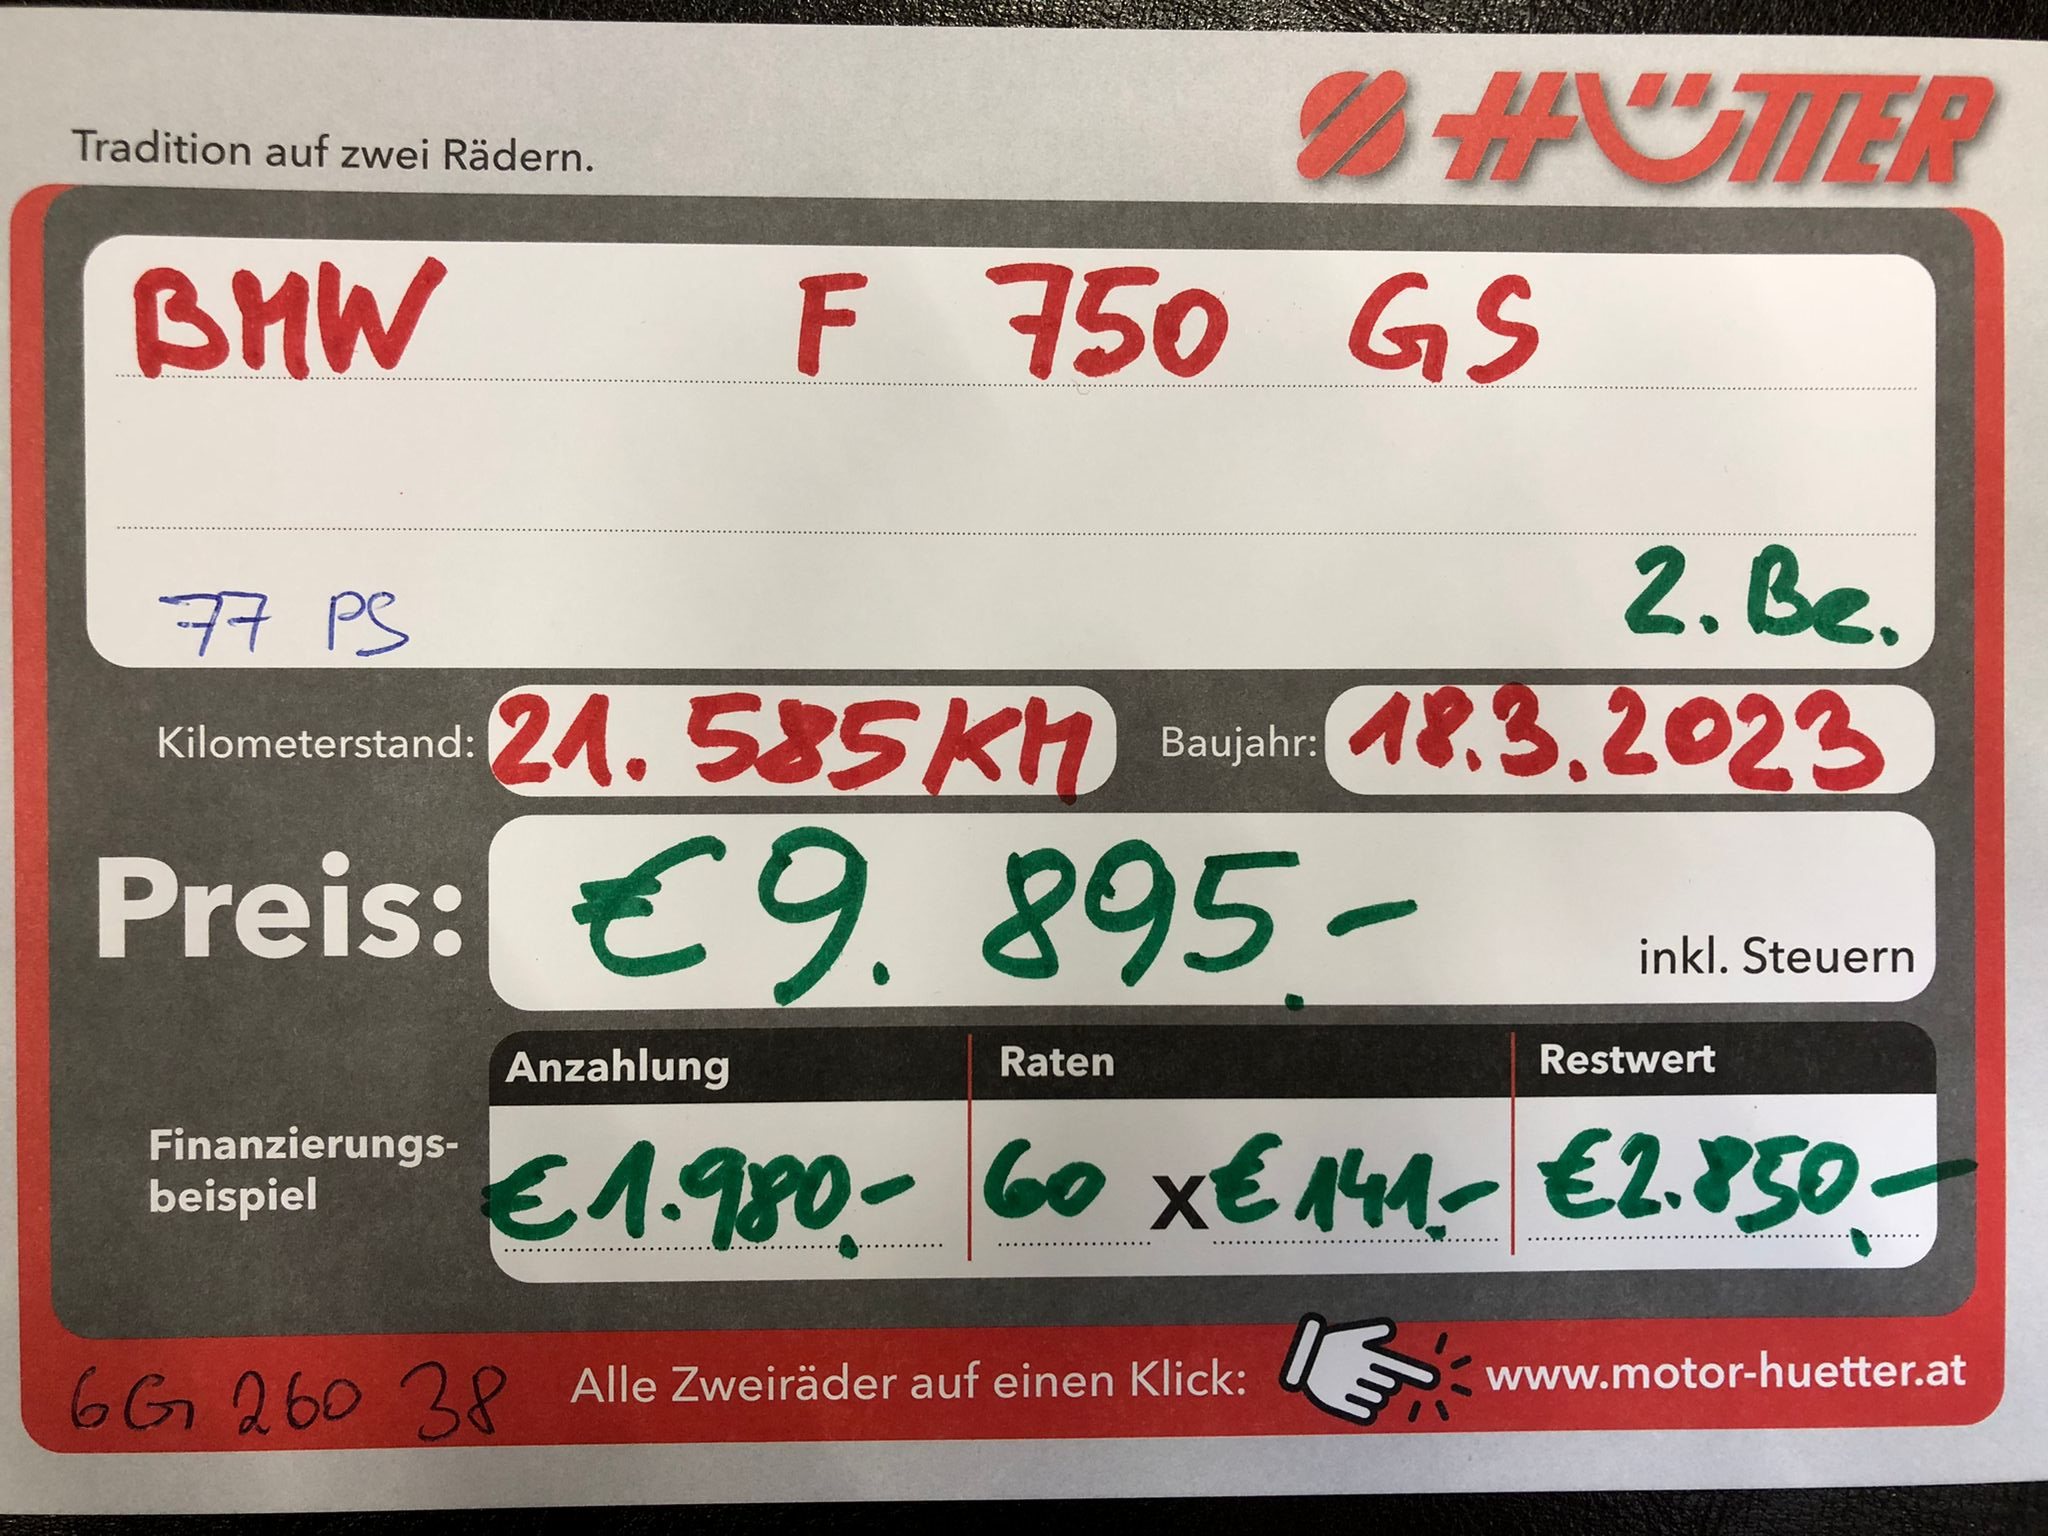 Tradition auf zwei Rädern.
HÜTTER
BMW F 750 GS
77 PS
2. Be.
Kilometerstand: 21.585 KM Baujahr: 18.3.2023
Preis: € 9.895,- inkl. Steuern
Anzahlung Raten Restwert
Finanzierungs-
beispiel
€ 1.980,- 60 x € 141,- € 2.850,-
6G 260 38
Alle Zweiräder auf einen Klick: www.motor-huetter.at